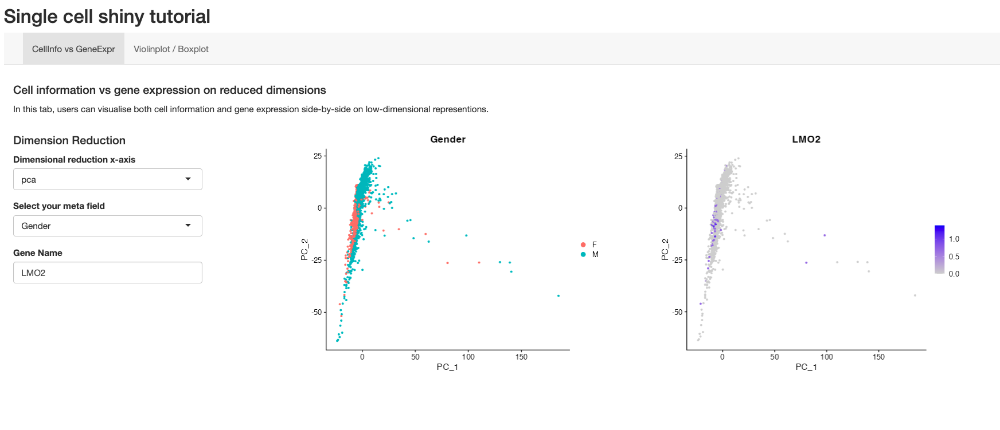 Single cell shiny tutorial
CellInfo vs GeneExpr
Violinplot / Boxplot
Cell information vs gene expression on reduced dimensions
In this tab, users can visualise both cell information and gene expression side-by-side on low-dimensional representions.
Dimension Reduction
Dimensional reduction x-axis
pca
Select your meta field
Gender
Gene Name
LMO2
Gender
25
0
-25
-50
PC_2
0 50 100 150
PC_1
F
M
LMO2
25
0
-25
-50
PC_2
0 50 100 150
PC_1
1.0
0.5
0.0